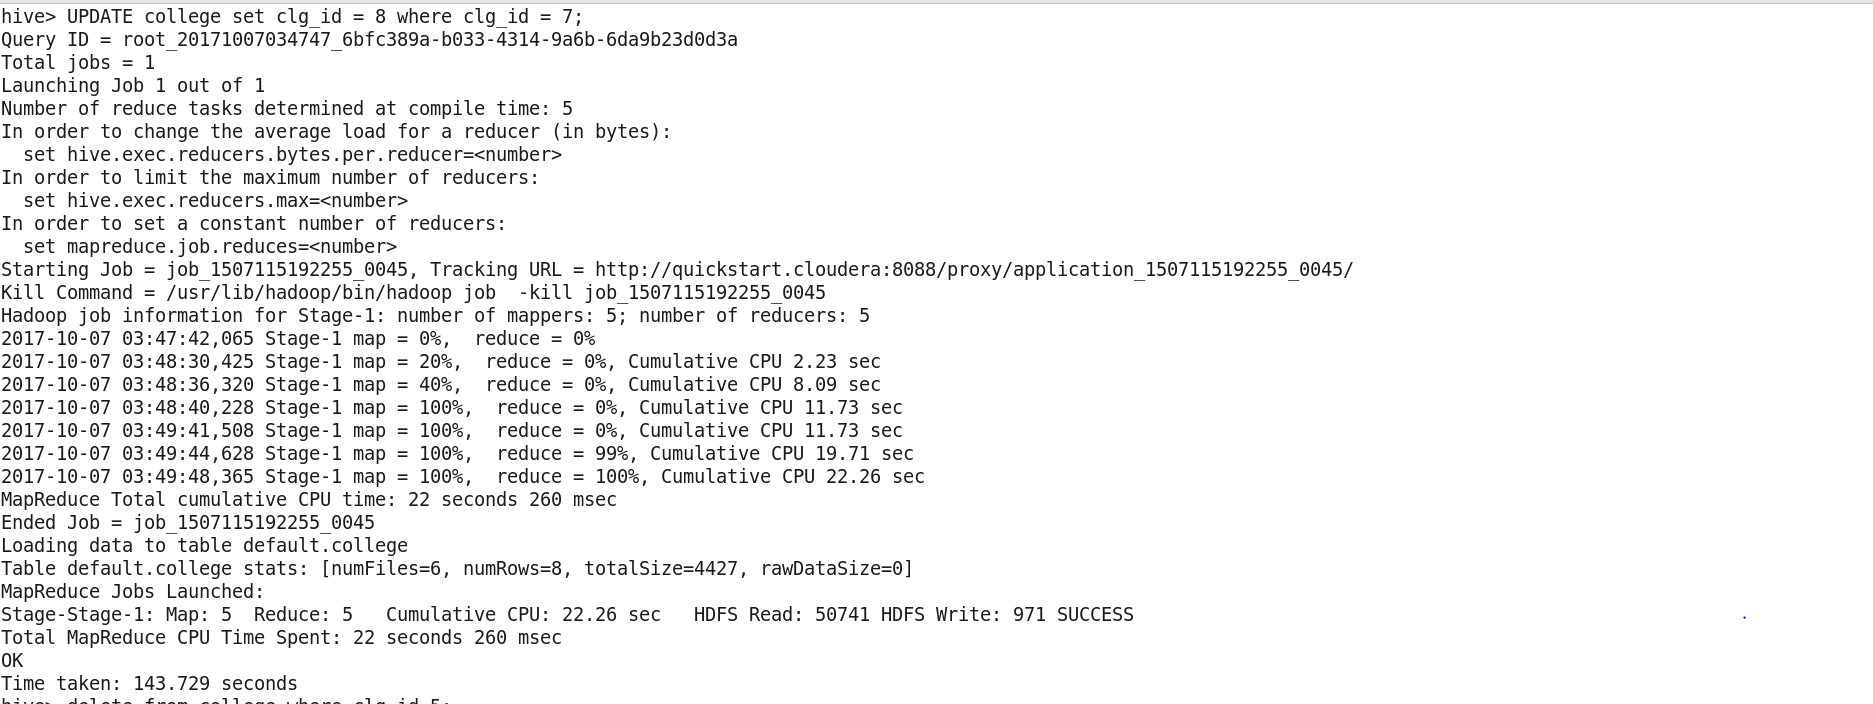 hive> UPDATE college set clg_id = 8 where clg_id = 7;
Query ID = root_20171007034747_6bfc389a-b033-4314-9a6b-6da9b23d0d3a
Total jobs = 1
Launching Job 1 out of 1
Number of reduce tasks determined at compile time: 5
In order to change the average load for a reducer (in bytes):
  set hive.exec.reducers.bytes.per.reducer=<number>
In order to limit the maximum number of reducers:
  set hive.exec.reducers.max=<number>
In order to set a constant number of reducers:
  set mapreduce.job.reduces=<number>
Starting Job = job_1507115192255_0045, Tracking URL = http://quickstart.cloudera:8088/proxy/application_1507115192255_0045/
Kill Command = /usr/lib/hadoop/bin/hadoop job  -kill job_1507115192255_0045
Hadoop job information for Stage-1: number of mappers: 5; number of reducers: 5
2017-10-07 03:47:42,065 Stage-1 map = 0%,  reduce = 0%
2017-10-07 03:48:30,425 Stage-1 map = 20%,  reduce = 0%, Cumulative CPU 2.23 sec
2017-10-07 03:48:36,320 Stage-1 map = 40%,  reduce = 0%, Cumulative CPU 8.09 sec
2017-10-07 03:48:40,228 Stage-1 map = 100%,  reduce = 0%, Cumulative CPU 11.73 sec
2017-10-07 03:49:41,508 Stage-1 map = 100%,  reduce = 0%, Cumulative CPU 11.73 sec
2017-10-07 03:49:44,628 Stage-1 map = 100%,  reduce = 99%, Cumulative CPU 19.71 sec
2017-10-07 03:49:48,365 Stage-1 map = 100%,  reduce = 100%, Cumulative CPU 22.26 sec
MapReduce Total cumulative CPU time: 22 seconds 260 msec
Ended Job = job_1507115192255_0045
Loading data to table default.college
Table default.college stats: [numFiles=6, numRows=8, totalSize=4427, rawDataSize=0]
MapReduce Jobs Launched:
Stage-Stage-1: Map: 5  Reduce: 5   Cumulative CPU: 22.26 sec   HDFS Read: 50741 HDFS Write: 971 SUCCESS
Total MapReduce CPU Time Spent: 22 seconds 260 msec
OK
Time taken: 143.729 seconds
hive> delete from college where clg_id